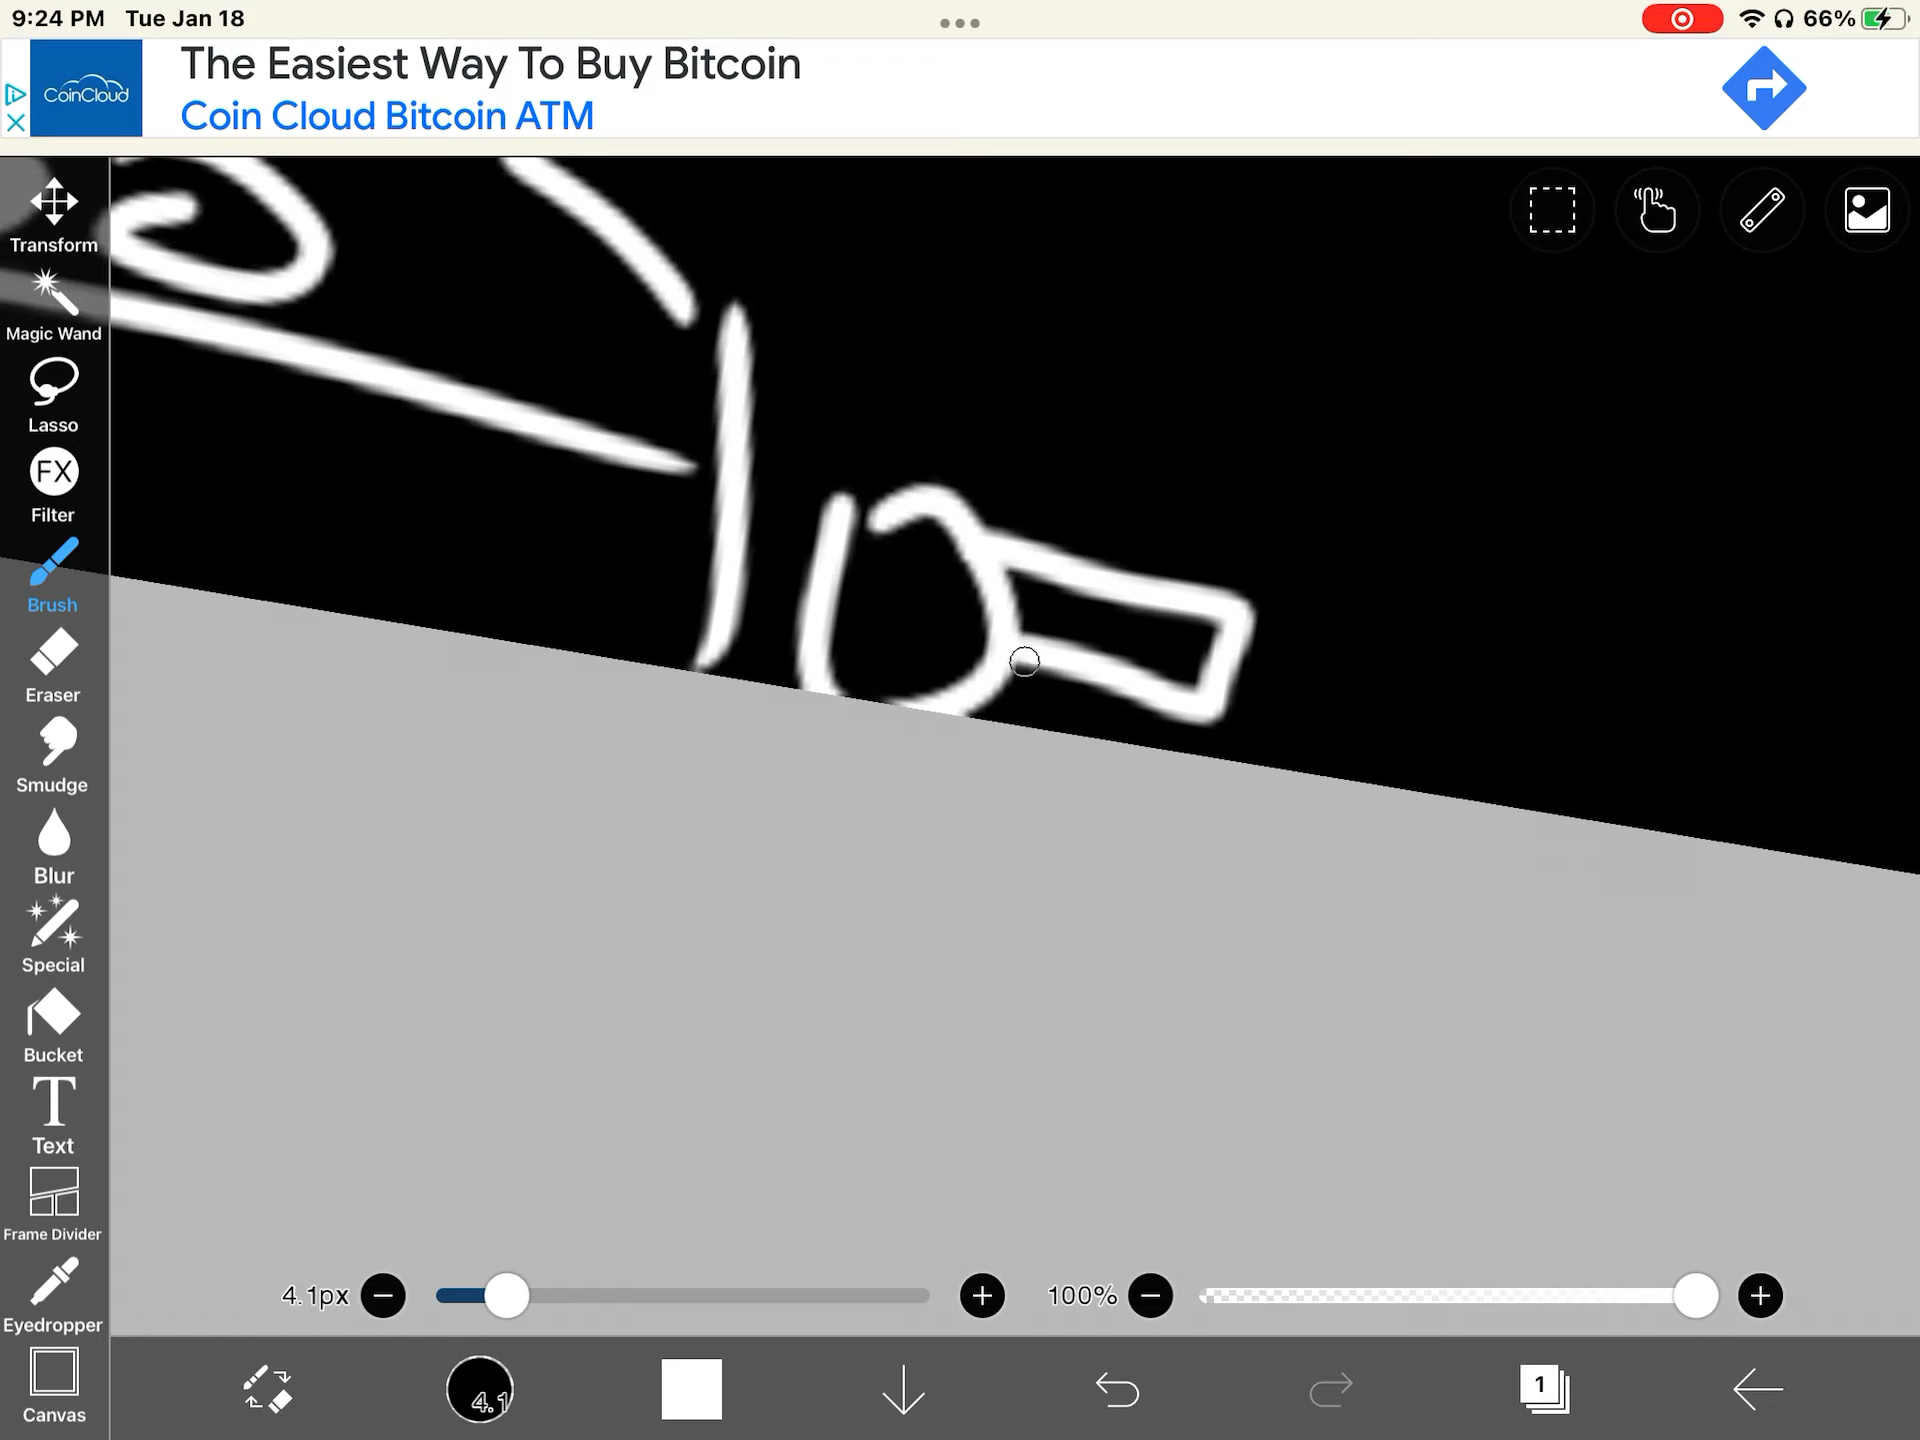 9:24 PM Tue Jan 18
66%
CoinCloud
The Easiest Way To Buy Bitcoin
Coin Cloud Bitcoin ATM
Transform
Magic Wand
Lasso
FX
Filter
Brush
Eraser
Smudge
Blur
Special
Bucket
T
Text
Frame Divider
Eyedropper
Canvas
4.1px
100%
4.1
1